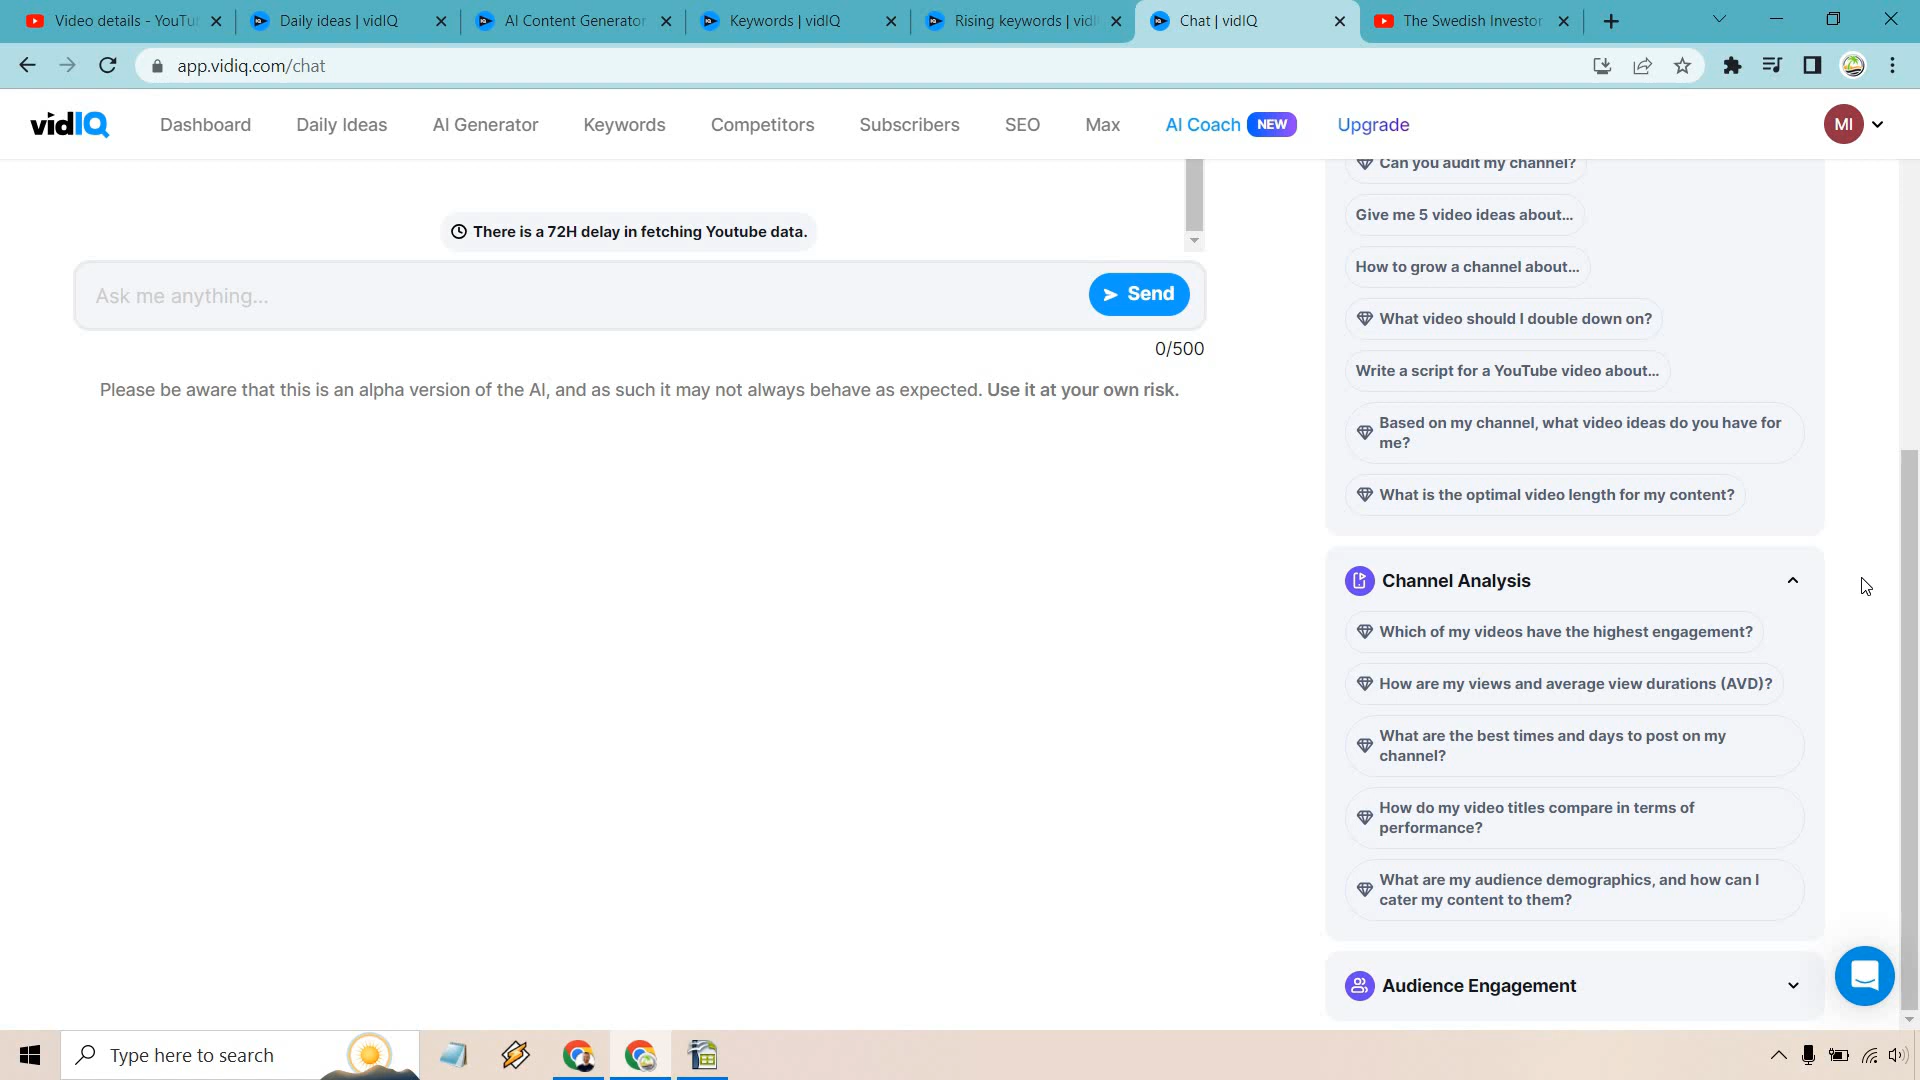 Video details - YouTu
Daily ideas | vidIQ
AI Content Generator
Keywords | vidIQ
Rising keywords | vidI
Chat | vidIQ
The Swedish Investor
app.vidiq.com/chat
vidIQ
Dashboard
Daily Ideas
AI Generator
Keywords
Competitors
Subscribers
SEO
Max
AI Coach NEW
Upgrade
MI
There is a 72H delay in fetching Youtube data.
Ask me anything...
Send
0/500
Please be aware that this is an alpha version of the AI, and as such it may not always behave as expected. Use it at your own risk.
Can you audit my channel?
Give me 5 video ideas about...
How to grow a channel about...
What video should I double down on?
Write a script for a YouTube video about...
Based on my channel, what video ideas do you have for
me?
What is the optimal video length for my content?
Channel Analysis
Which of my videos have the highest engagement?
How are my views and average view durations (AVD)?
What are the best times and days to post on my
channel?
How do my video titles compare in terms of
performance?
What are my audience demographics, and how can I
cater my content to them?
Audience Engagement
Type here to search